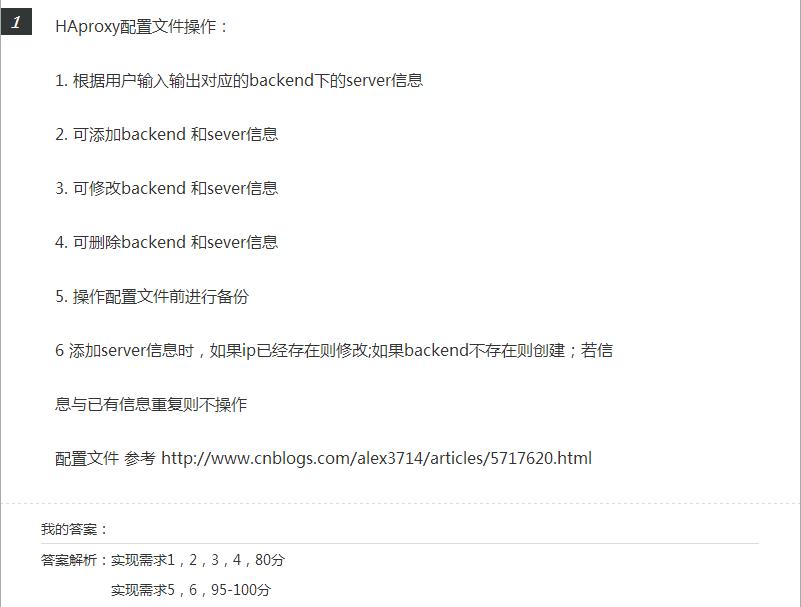 1
HAproxy配置文件操作：
1. 根据用户输入输出对应的backend下的server信息
2. 可添加backend 和sever信息
3. 可修改backend 和sever信息
4. 可删除backend 和sever信息
5. 操作配置文件前进行备份
6 添加server信息时，如果ip已经存在则修改;如果backend不存在则创建；若信
息与已有信息重复则不操作
配置文件 参考 http://www.cnblogs.com/alex3714/articles/5717620.html
我的答案：
答案解析：实现需求1，2，3，4，80分
实现需求5，6，95-100分